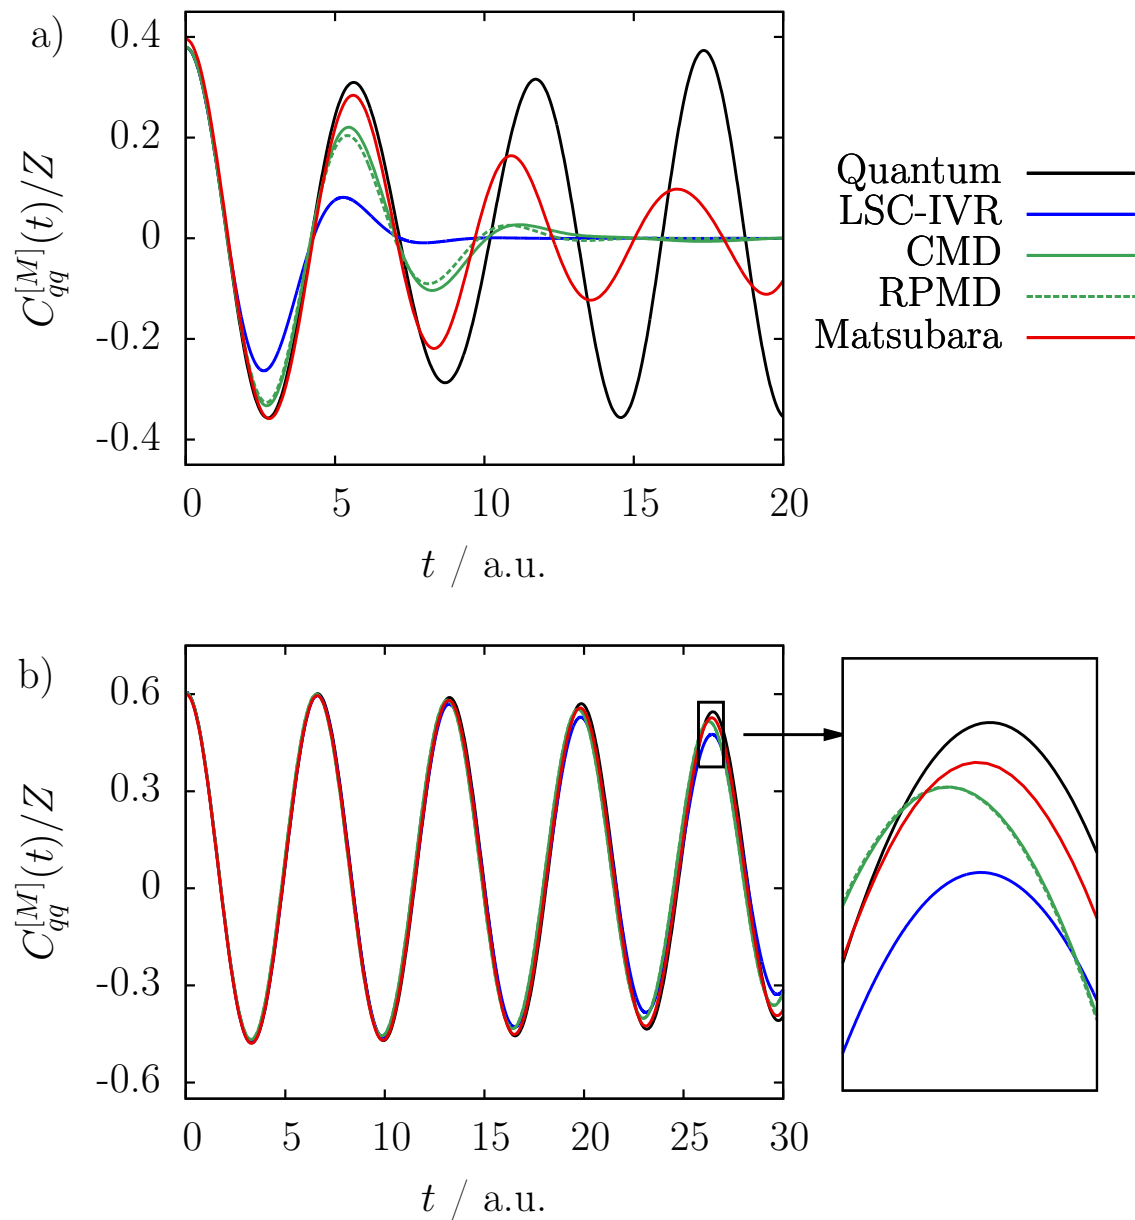 a)
0.4
0.2
0
-0.2
-0.4
C_{qq}^{[M]}(t)/Z
0 5 10 15 20
t / a.u.
Quantum
LSC-IVR
CMD
RPMD
Matsubara
b)
0.6
0.3
0
-0.3
-0.6
C_{qq}^{[M]}(t)/Z
0 5 10 15 20 25 30
t / a.u.